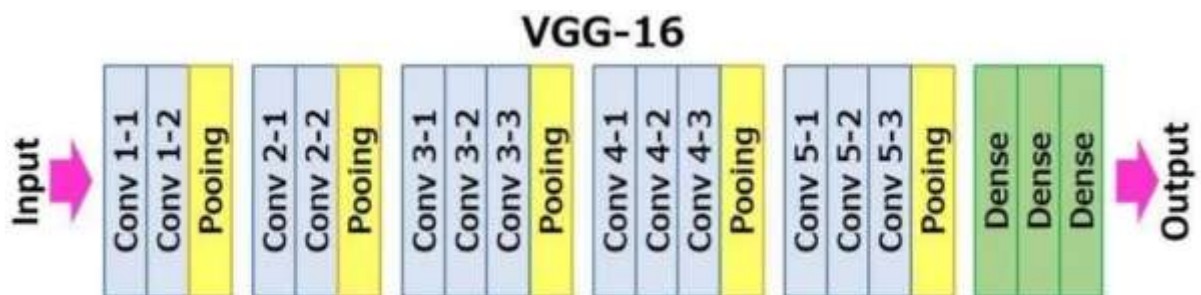 VGG-16
Input
Conv 1-1
Conv 1-2
Pooing
Conv 2-1
Conv 2-2
Pooing
Conv 3-1
Conv 3-2
Conv 3-3
Pooing
Conv 4-1
Conv 4-2
Conv 4-3
Pooing
Conv 5-1
Conv 5-2
Conv 5-3
Pooing
Dense
Dense
Dense
Output